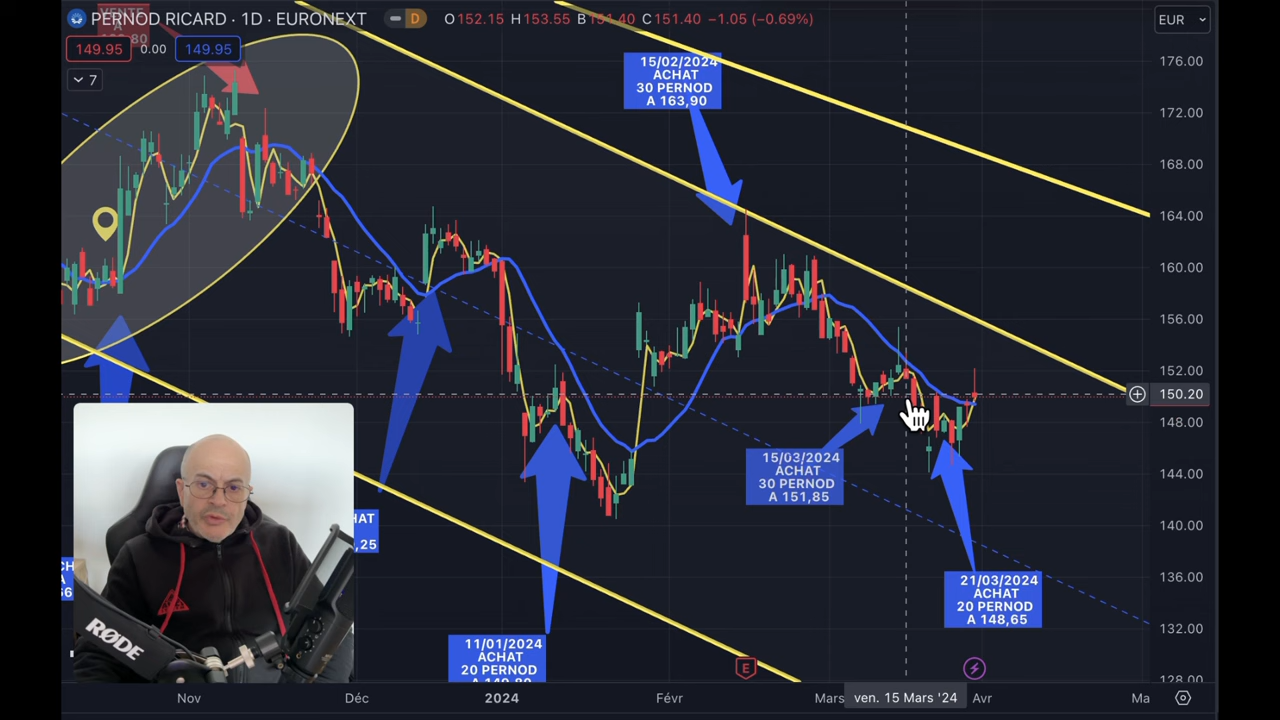 PERNOD RICARD · 1D · EURONEXT
D
O152.15 H153.55 B151.40 C151.40 −1.05 (−0.69%)
EUR
VENTE
A
149.95
0.00
149.95
7
15/02/2024
ACHAT
30 PERNOD
A 163,90
15/03/2024
ACHAT
30 PERNOD
A 151,85
21/03/2024
ACHAT
20 PERNOD
A 148,65
11/01/2024
ACHAT
20 PERNOD
HAT
,25
CH
A
176.00
172.00
168.00
164.00
160.00
156.00
152.00
150.20
148.00
144.00
140.00
136.00
132.00
128.00
E
RØDE
Nov
Déc
2024
Févr
Mars
ven. 15 Mars '24
Avr
Ma